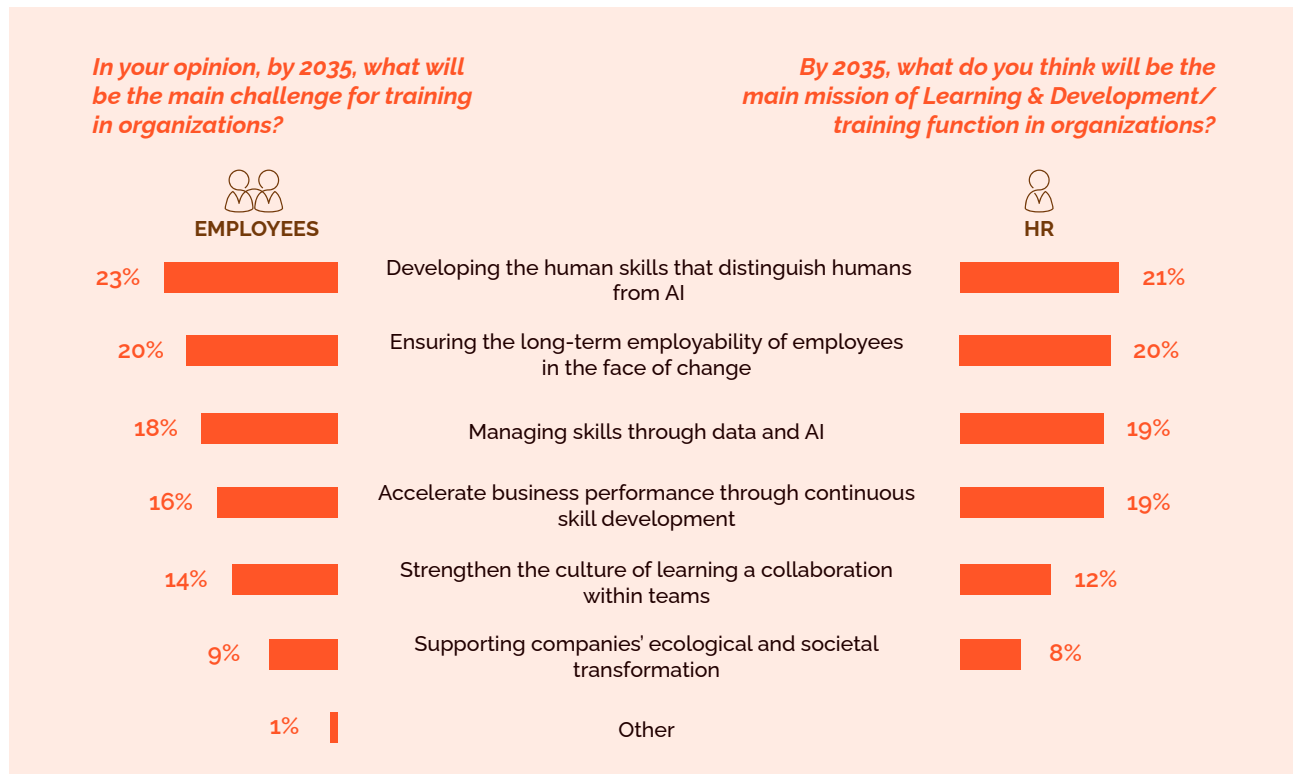 In your opinion, by 2035, what will
be the main challenge for training
in organizations?
By 2035, what do you think will be the
main mission of Learning & Development/
training function in organizations?
EMPLOYEES
HR
23%
Developing the human skills that distinguish humans
from AI
21%
20%
Ensuring the long-term employability of employees
in the face of change
20%
18%
Managing skills through data and AI
19%
16%
Accelerate business performance through continuous
skill development
19%
14%
Strengthen the culture of learning a collaboration
within teams
12%
9%
Supporting companies’ ecological and societal
transformation
8%
1%
Other